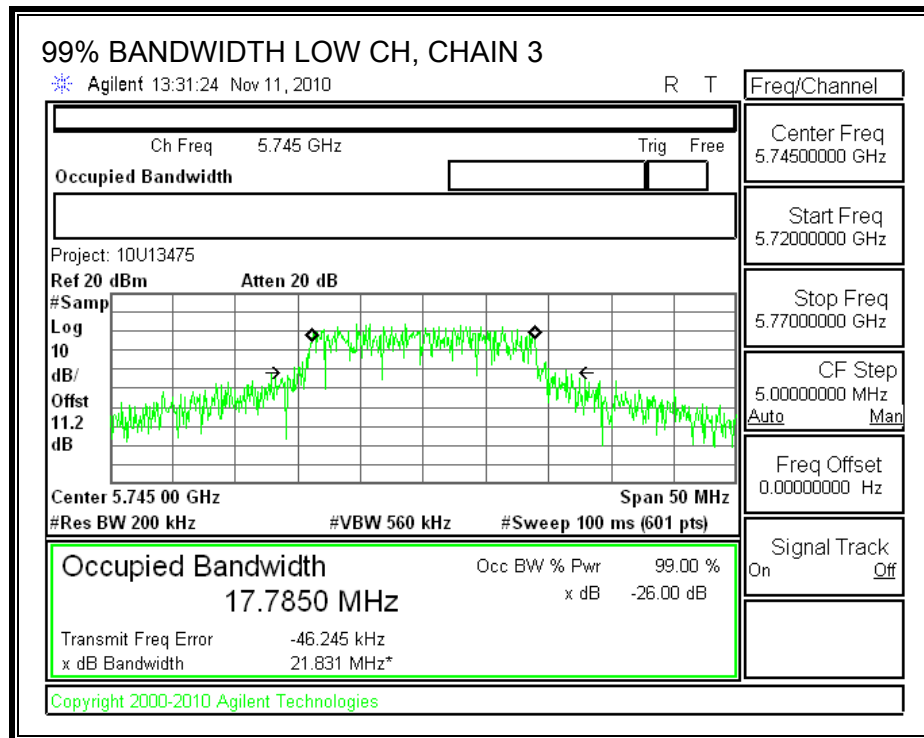 99% BANDWIDTH LOW CH, CHAIN 3
Agilent 13:31:24 Nov 11, 2010 R T
Ch Freq 5.745 GHz Trig Free
Occupied Bandwidth
Project: 10U13475
Ref 20 dBm Atten 20 dB
#Samp
Log
10
dB/
Offst
11.2
dB
Center 5.745 00 GHz Span 50 MHz
#Res BW 200 kHz #VBW 560 kHz #Sweep 100 ms (601 pts)
Occupied Bandwidth Occ BW % Pwr 99.00 %
17.7850 MHz x dB -26.00 dB
Transmit Freq Error -46.245 kHz
x dB Bandwidth 21.831 MHz*
Copyright 2000-2010 Agilent Technologies
Freq/Channel
Center Freq
5.74500000 GHz
Start Freq
5.72000000 GHz
Stop Freq
5.77000000 GHz
CF Step
5.00000000 MHz
Auto Man
Freq Offset
0.00000000 Hz
Signal Track
On Off